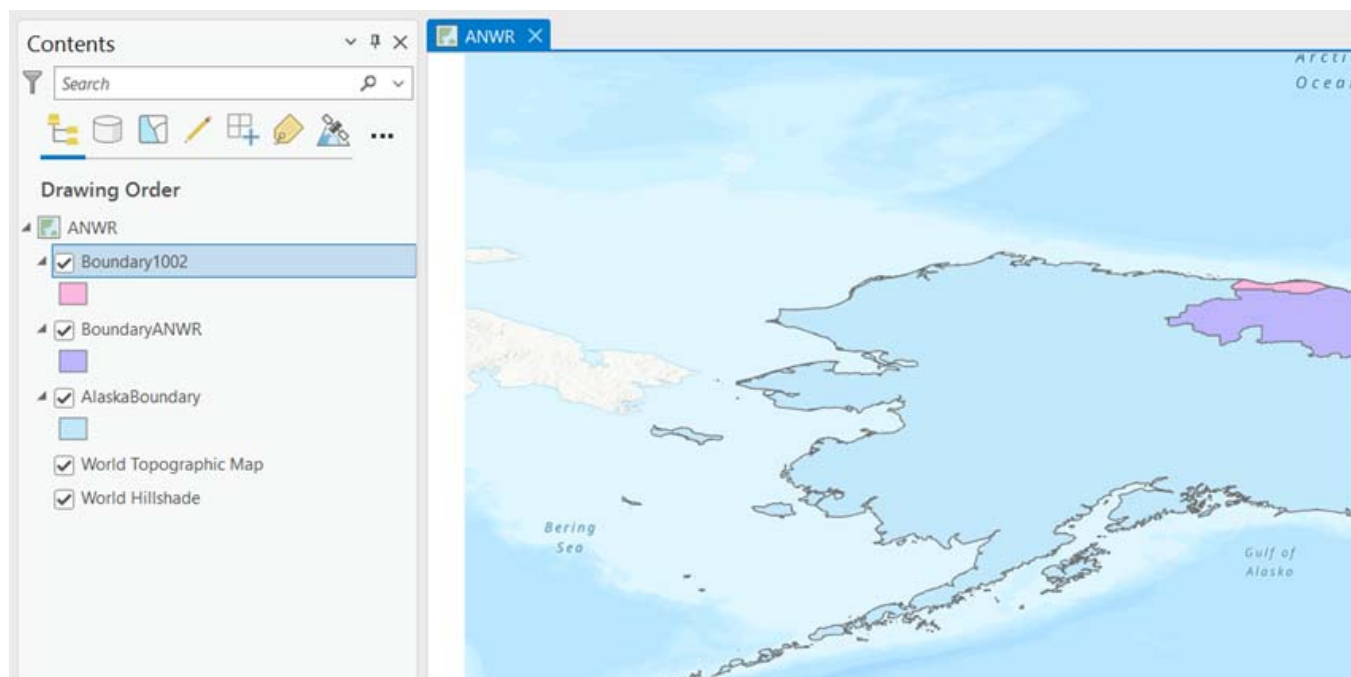 Contents
Search
Drawing Order
ANWR
Boundary1002
BoundaryANWR
AlaskaBoundary
World Topographic Map
World Hillshade
ANWR
Bering
Sea
Gulf of
Alaska